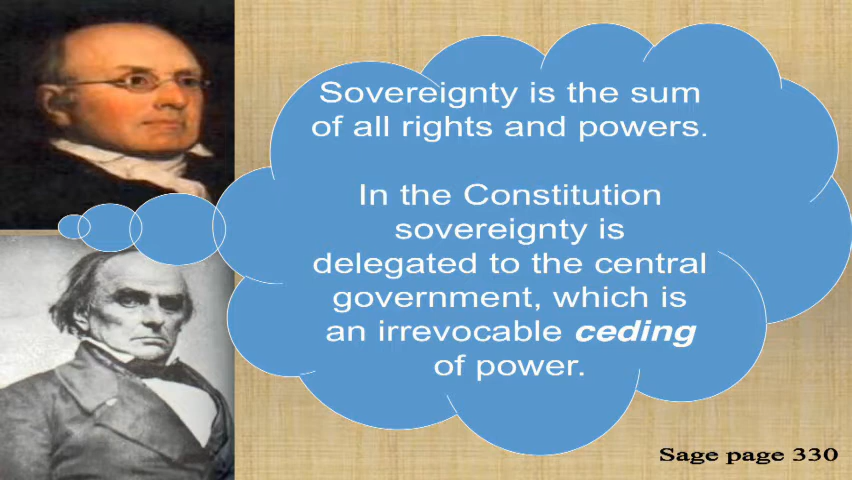 Sovereignty is the sum
of all rights and powers.
In the Constitution
sovereignty is
delegated to the central
government, which is
an irrevocable ceding
of power.
Sage page 330